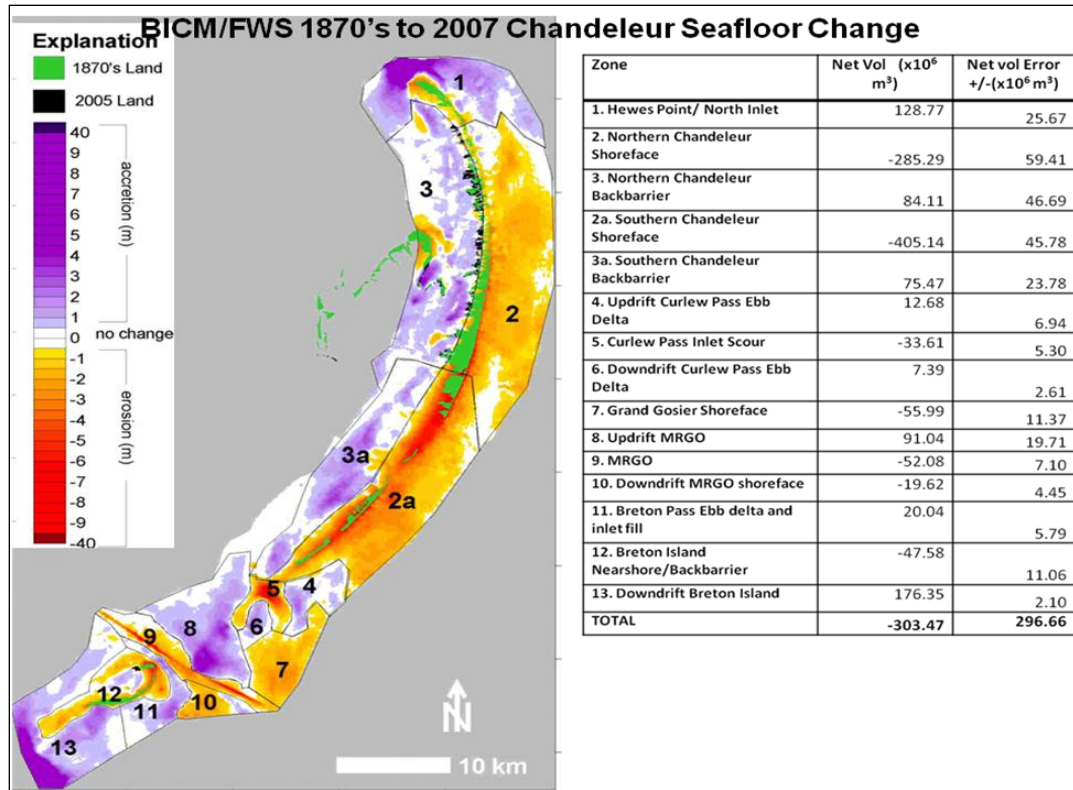 BICM/FWS 1870's to 2007 Chandeleur Seafloor Change
Explanation
1870's Land
2005 Land
40
9
8
7
6
5
4
3
2
1
0
-1
-2
-3
-4
-5
-6
-7
-8
-9
-40
accretion (m)
no change
erosion (m)
1
3
2
3a
2a
5
4
8
6
9
7
12
10
11
13
N
10 km
Zone Net Vol (x10⁶ m³) Net vol Error +/-(x10⁶ m³)
1. Hewes Point/ North Inlet 128.77 25.67
2. Northern Chandeleur
Shoreface -285.29 59.41
3. Northern Chandeleur
Backbarrier 84.11 46.69
2a. Southern Chandeleur
Shoreface -405.14 45.78
3a. Southern Chandeleur
Backbarrier 75.47 23.78
4. Updrift Curlew Pass Ebb
Delta 12.68 6.94
5. Curlew Pass Inlet Scour -33.61 5.30
6. Downdrift Curlew Pass Ebb
Delta 7.39 2.61
7. Grand Gosier Shoreface -55.99 11.37
8. Updrift MRGO 91.04 19.71
9. MRGO -52.08 7.10
10. Downdrift MRGO shoreface -19.62 4.45
11. Breton Pass Ebb delta and
inlet fill 20.04 5.79
12. Breton Island
Nearshore/Backbarrier -47.58 11.06
13. Downdrift Breton Island 176.35 2.10
TOTAL -303.47 296.66